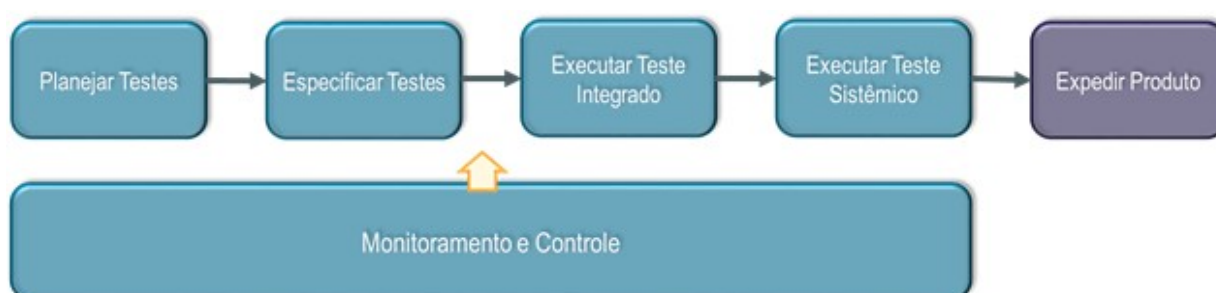 Planejar Testes
Especificar Testes
Executar Teste
Integrado
Executar Teste
Sistêmico
Expedir Produto
Monitoramento e Controle